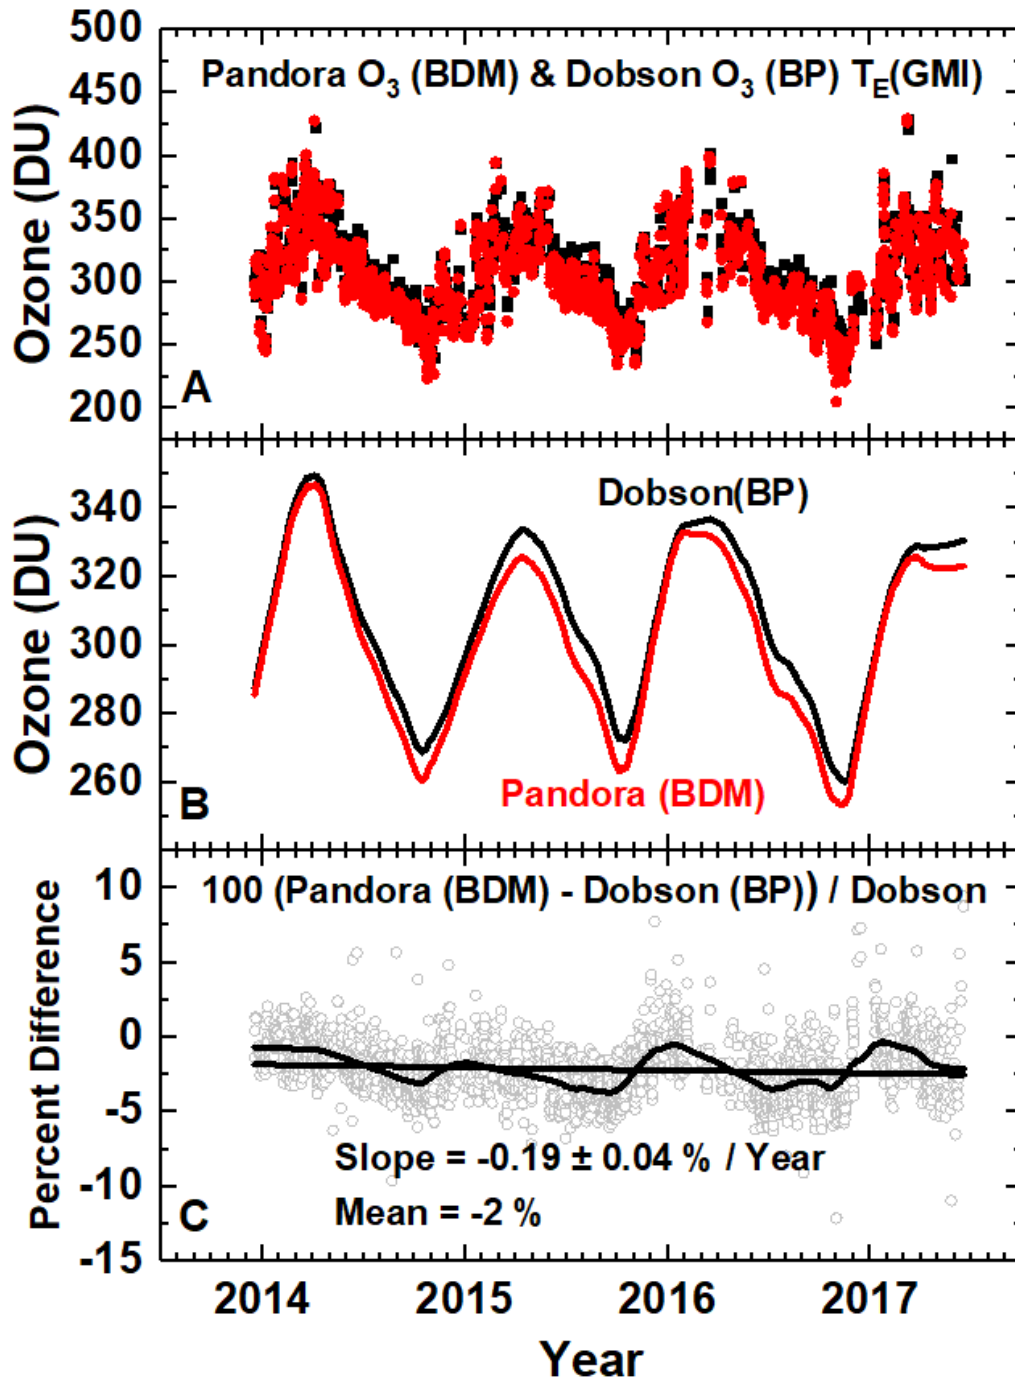 500
Pandora O3 (BDM) & Dobson O3 (BP) TE(GMI)
450
400
350
300
250
200
Ozone (DU)
A
340
320
300
280
260
Ozone (DU)
Dobson(BP)
Pandora (BDM)
B
10
5
0
-5
-10
-15
Percent Difference
100 (Pandora (BDM) - Dobson (BP)) / Dobson
Slope = -0.19 ± 0.04 % / Year
Mean = -2 %
C
2014 2015 2016 2017
Year